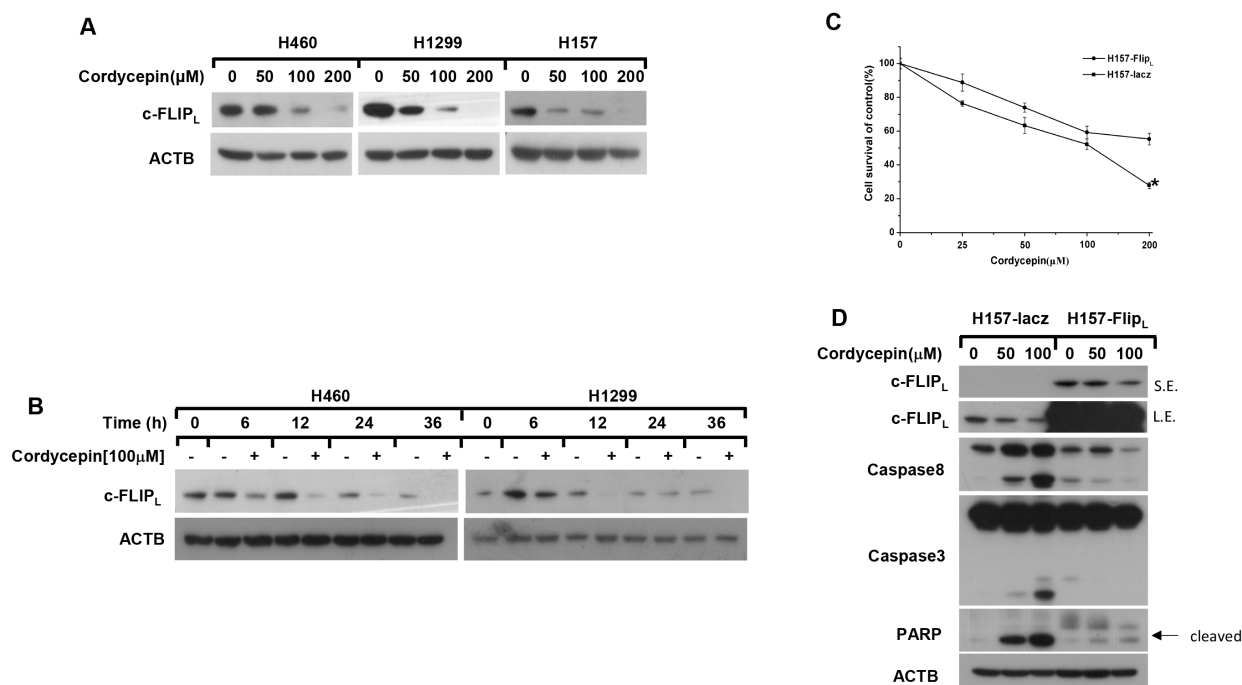 A
H460 H1299 H157
Cordycepin(µM) 0 50 100 200 0 50 100 200 0 50 100 200
c-FLIPL
ACTB
B
H460 H1299
Time (h) 0 6 12 24 36 0 6 12 24 36
Cordycepin[100µM] - - + - + - + - + - - + - + - + - +
c-FLIPL
ACTB
C
H157-FlipL
H157-lacz
Cell survival of control(%)
100
80
60
40
20
0
*
0 25 50 100 200
Cordycepin(µM)
D
H157-lacz H157-FlipL
Cordycepin(µM) 0 50 100 0 50 100
c-FLIPL S.E.
c-FLIPL L.E.
Caspase8
Caspase3
PARP cleaved
ACTB